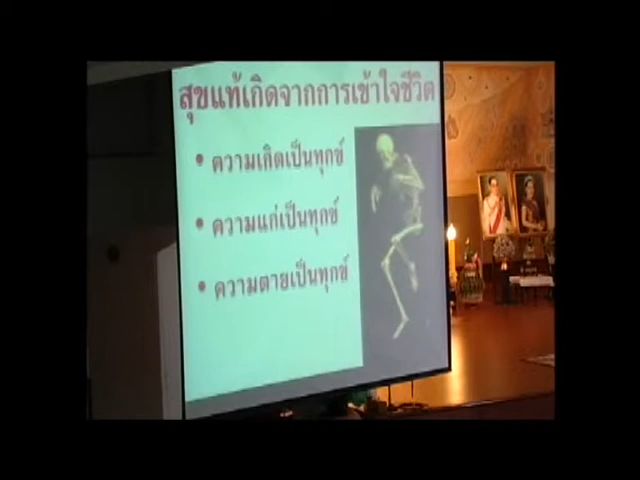 สุขแท้เกิดจากการเข้าใจชีวิต
• ความเกิดเป็นทุกข์
• ความแก่เป็นทุกข์
• ความตายเป็นทุกข์